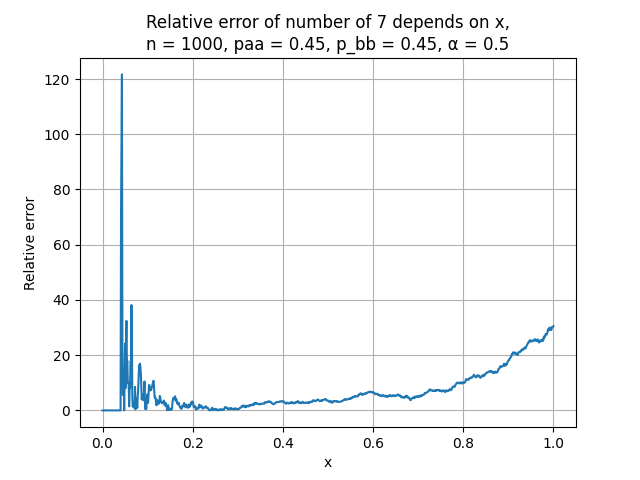 Relative error of number of 7 depends on x,
n = 1000, paa = 0.45, p_bb = 0.45, α = 0.5
120
100
80
60
40
20
0
Relative error
0.0 0.2 0.4 0.6 0.8 1.0
x